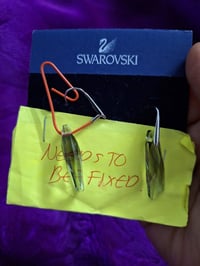 SWAROVSKI
NEEDS TO
BE FIXED